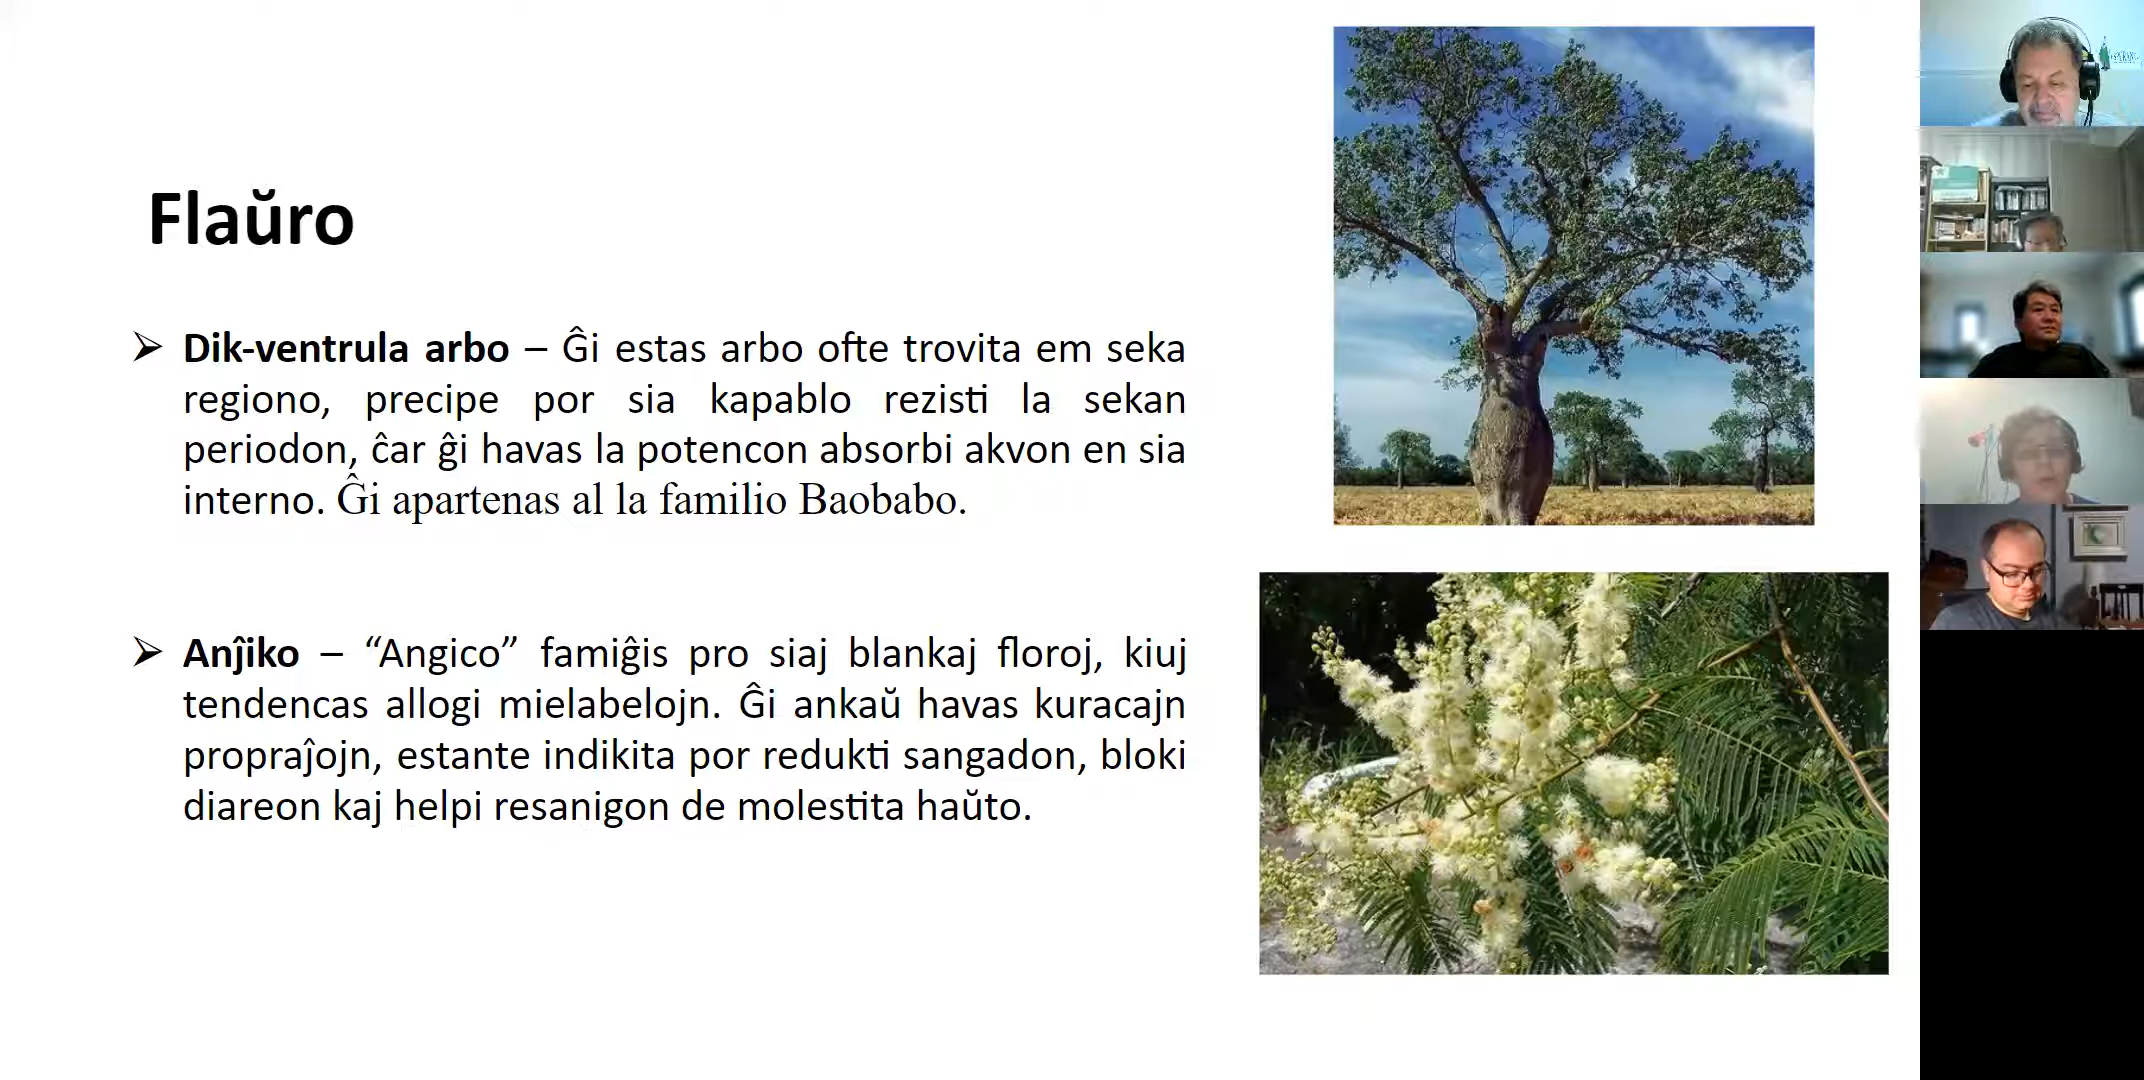 Flaŭro
➢ Dik-ventrula arbo – Ĝi estas arbo ofte trovita em seka
regiono, precipe por sia kapablo rezisti la sekan
periodon, ĉar ĝi havas la potencon absorbi akvon en sia
interno. Ĝi apartenas al la familio Baobabo.
➢ Anĵiko – “Angico” famiĝis pro siaj blankaj floroj, kiuj
tendencas allogi mielabelojn. Ĝi ankaŭ havas kuracajn
propraĵojn, estante indikita por redukti sangadon, bloki
diareon kaj helpi resanigon de molestita haŭto.